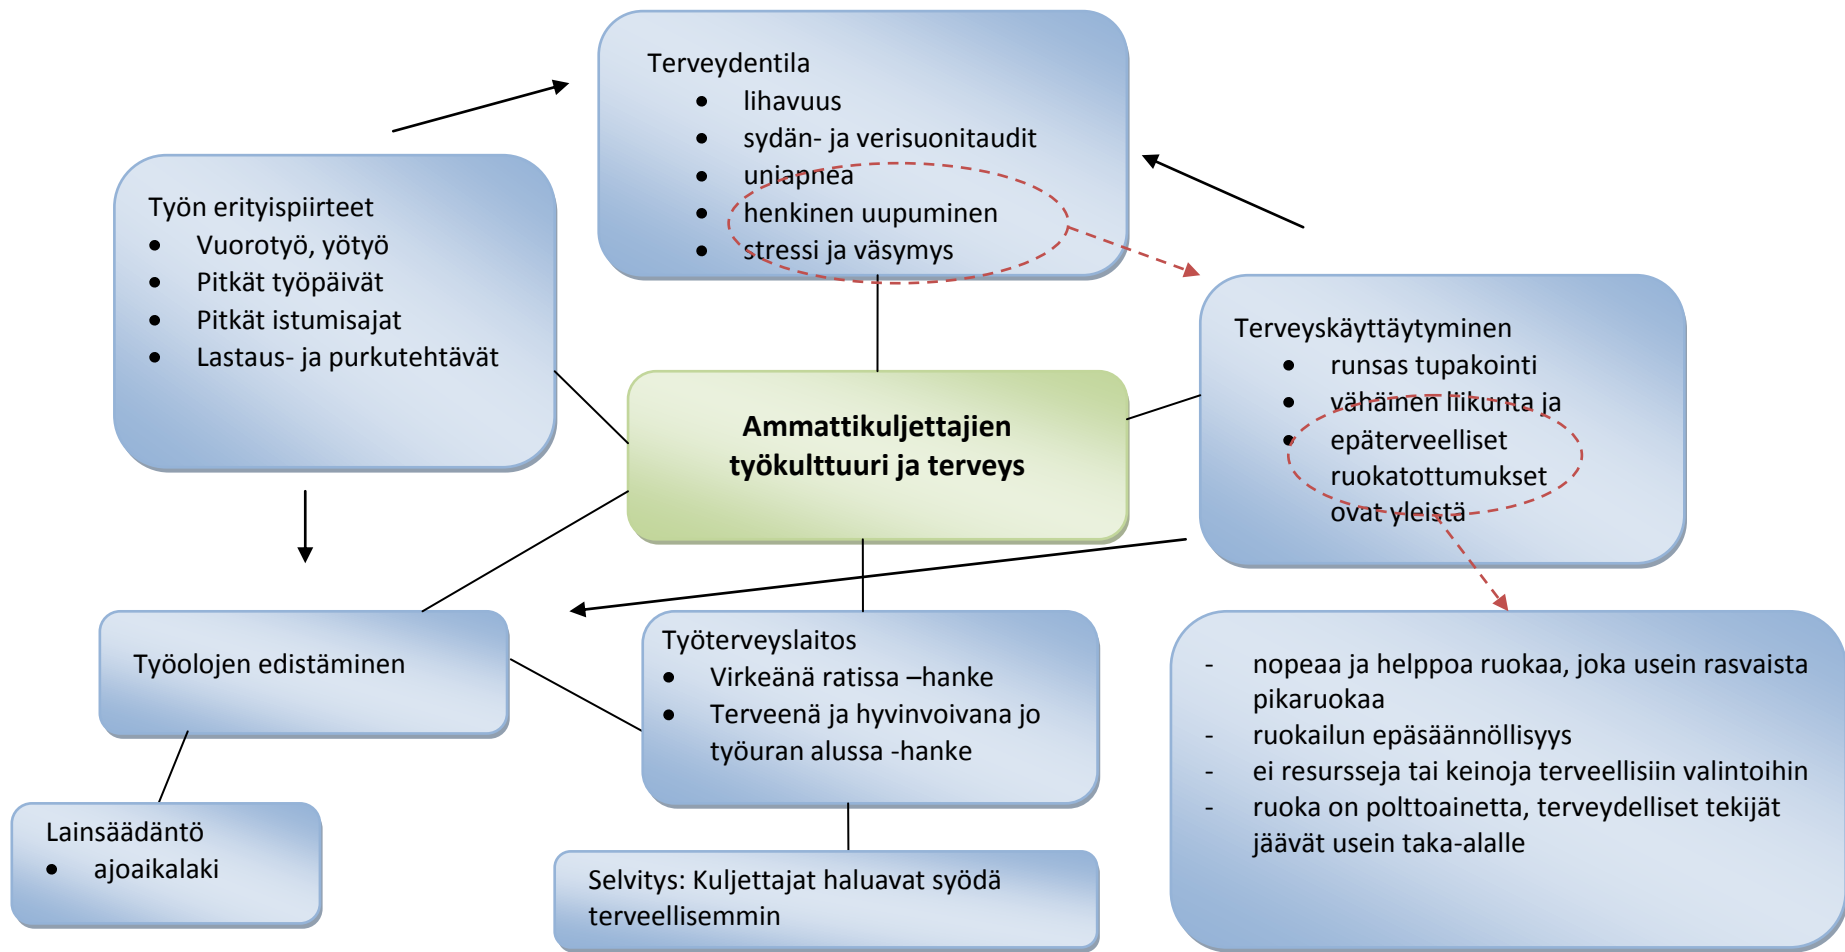 Terveydentila
• lihavuus
• sydän- ja verisuonitaudit
• uniapnea
• henkinen uupuminen
• stressi ja väsymys
Työn erityispiirteet
• Vuorotyö, yötyö
• Pitkät työpäivät
• Pitkät istumisajat
• Lastaus- ja purkutehtävät
Terveyskäyttäytyminen
• runsas tupakointi
• vähäinen liikunta ja
• epäterveelliset
ruokatottumukset
ovat yleistä
Ammattikuljettajien
työkulttuuri ja terveys
Työolojen edistäminen
Työterveyslaitos
• Virkeänä ratissa –hanke
• Terveenä ja hyvinvoivana jo
työuran alussa -hanke
- nopeaa ja helppoa ruokaa, joka usein rasvaista
pikaruokaa
- ruokailun epäsäännöllisyys
- ei resursseja tai keinoja terveellisiin valintoihin
- ruoka on polttoainetta, terveydelliset tekijät
jäävät usein taka-alalle
Lainsäädäntö
• ajoaikalaki
Selvitys: Kuljettajat haluavat syödä
terveellisemmin